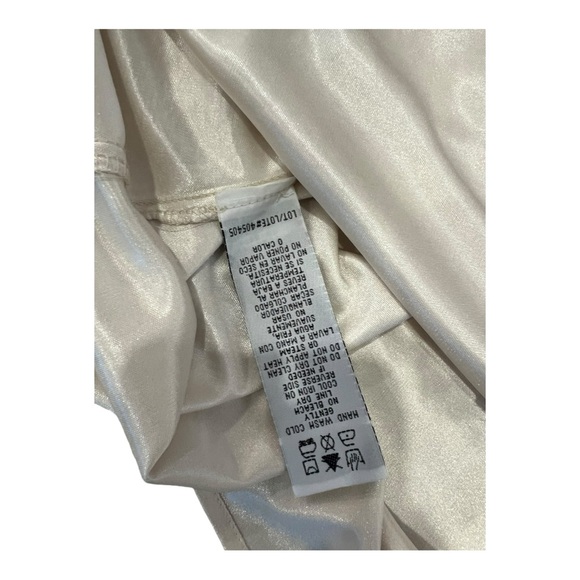 HAND WASH COLD
GENTLY
NO BLEACH
LINE DRY
COOL IRON ON
REVERSE SIDE
IF NEEDED
DO NOT DRY CLEAN
DO NOT APPLY HEAT
OR STEAM
LAVAR A MANO CON
AGUA FRIA,
SUAVEMENTE
NO USAR
BLANQUEADOR
SECAR COLGADO
PLANCHAR AL
REVES A BAJA
TEMPERATURA
SI SE NECESITA
NO LAVAR EN SECO
NO PONER VAPOR
O CALOR
LOT/LOTE#405405